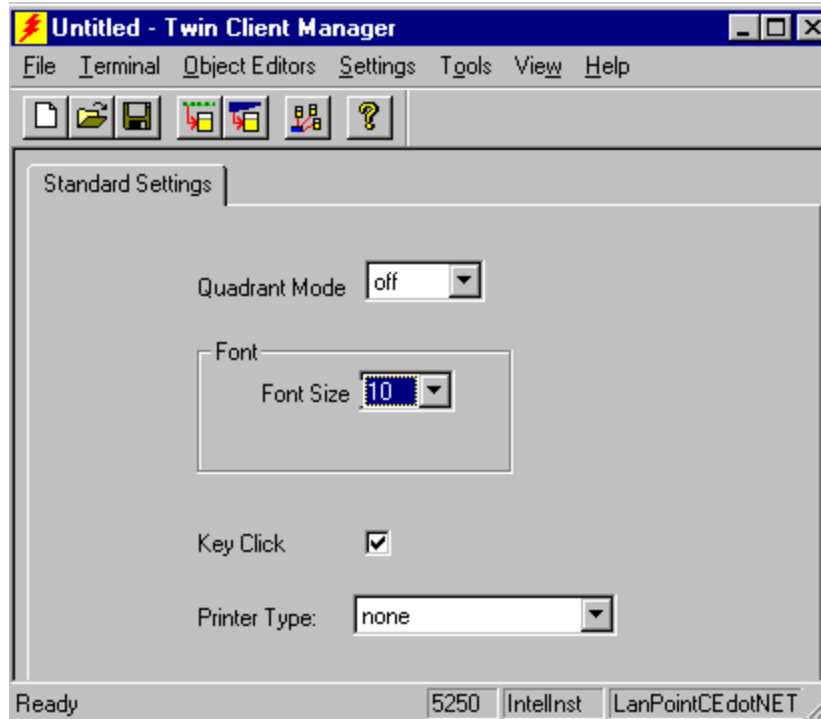 Untitled - Twin Client Manager
File Terminal Object Editors Settings Tools View Help
Standard Settings
Quadrant Mode off
Font
Font Size 10
Key Click
Printer Type: none
Ready 5250 IntelInst LanPointCEdotNET